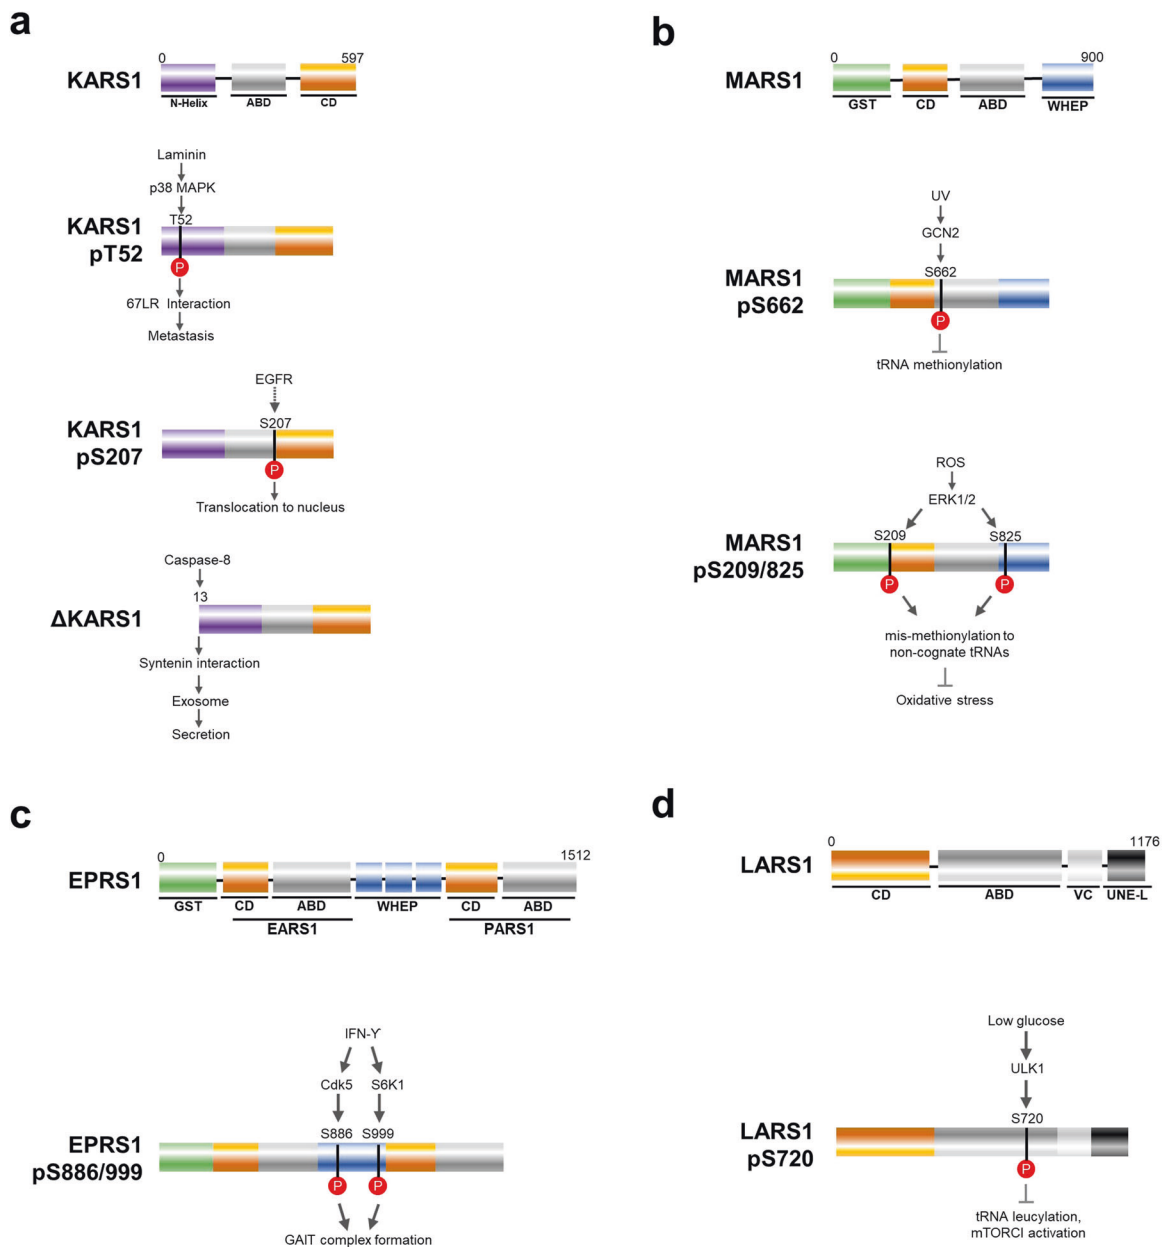 a
0 597
KARS1
N-Helix ABD CD
Laminin
p38 MAPK
T52
KARS1
pT52
P
67LR Interaction
Metastasis
EGFR
S207
KARS1
pS207
P
Translocation to nucleus
Caspase-8
13
ΔKARS1
Syntenin interaction
Exosome
Secretion
b
0 900
MARS1
GST CD ABD WHEP
UV
GCN2
S662
MARS1
pS662
P
tRNA methionylation
ROS
ERK1/2
S209 S825
MARS1
pS209/825
P P
mis-methionylation to
non-cognate tRNAs
Oxidative stress
c
0 1512
EPRS1
GST CD ABD WHEP CD ABD
EARS1 PARS1
IFN-Ƴ
Cdk5 S6K1
S886 S999
EPRS1
pS886/999
P P
GAIT complex formation
d
0 1176
LARS1
CD ABD VC UNE-L
Low glucose
ULK1
S720
LARS1
pS720
P
tRNA leucylation,
mTORCI activation